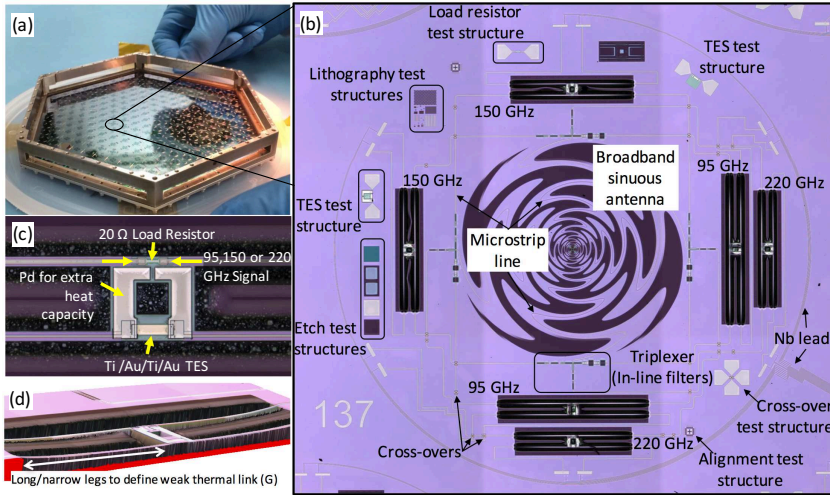 (a)
(b)
Load resistor
test structure
TES test
structure
Lithography test
structures
150 GHz
Broadband
sinuous
antenna
95 GHz
150 GHz
220 GHz
TES test
structure
Microstrip
line
(c)
20 Ω Load Resistor
95,150 or 220
GHz Signal
Pd for extra
heat
capacity
Ti /Au/Ti/Au TES
Etch test
structures
Triplexer
(In-line filters)
Nb lead
95 GHz
Cross-over
test structure
137
220 GHz
Cross-overs
Alignment test
structure
(d)
Long/narrow legs to define weak thermal link (G)